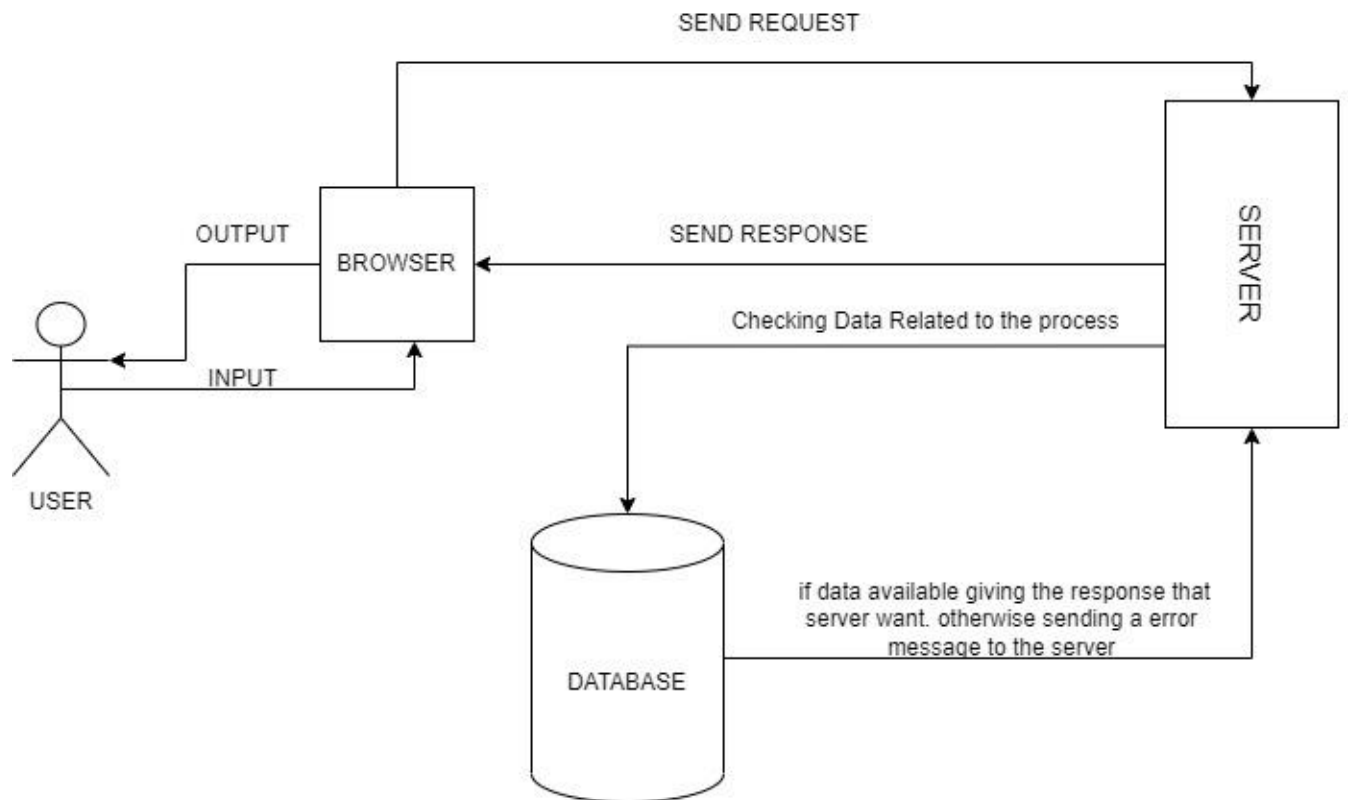 SEND REQUEST
SERVER
OUTPUT
SEND RESPONSE
BROWSER
Checking Data Related to the process
INPUT
USER
if data available giving the response that
server want. otherwise sending a error
message to the server
DATABASE